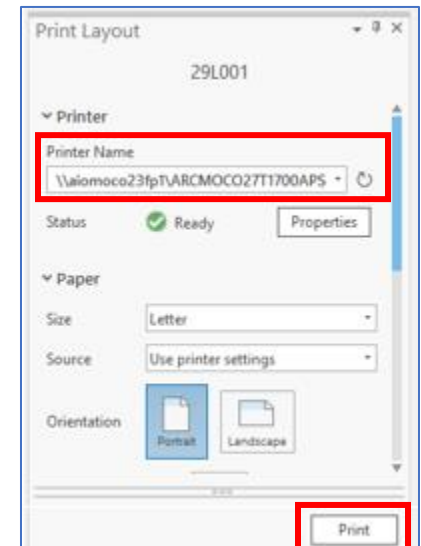 Print Layout
29L001
Printer
Printer Name
\\aiomoco23fp1\ARCMOCO27T1700APS
Status Ready Properties
Paper
Size Letter
Source Use printer settings
Orientation Portrait Landscape
Print